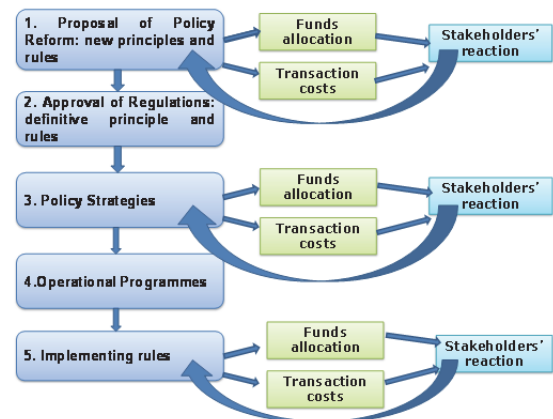 1. Proposal of Policy
Reform: new principles and
rules
Funds
allocation
Transaction
costs
Stakeholders'
reaction
2. Approval of Regulations:
definitive principle and
rules
3. Policy Strategies
Funds
allocation
Transaction
costs
Stakeholders'
reaction
4.Operational Programmes
5. Implementing rules
Funds
allocation
Transaction
costs
Stakeholders'
reaction